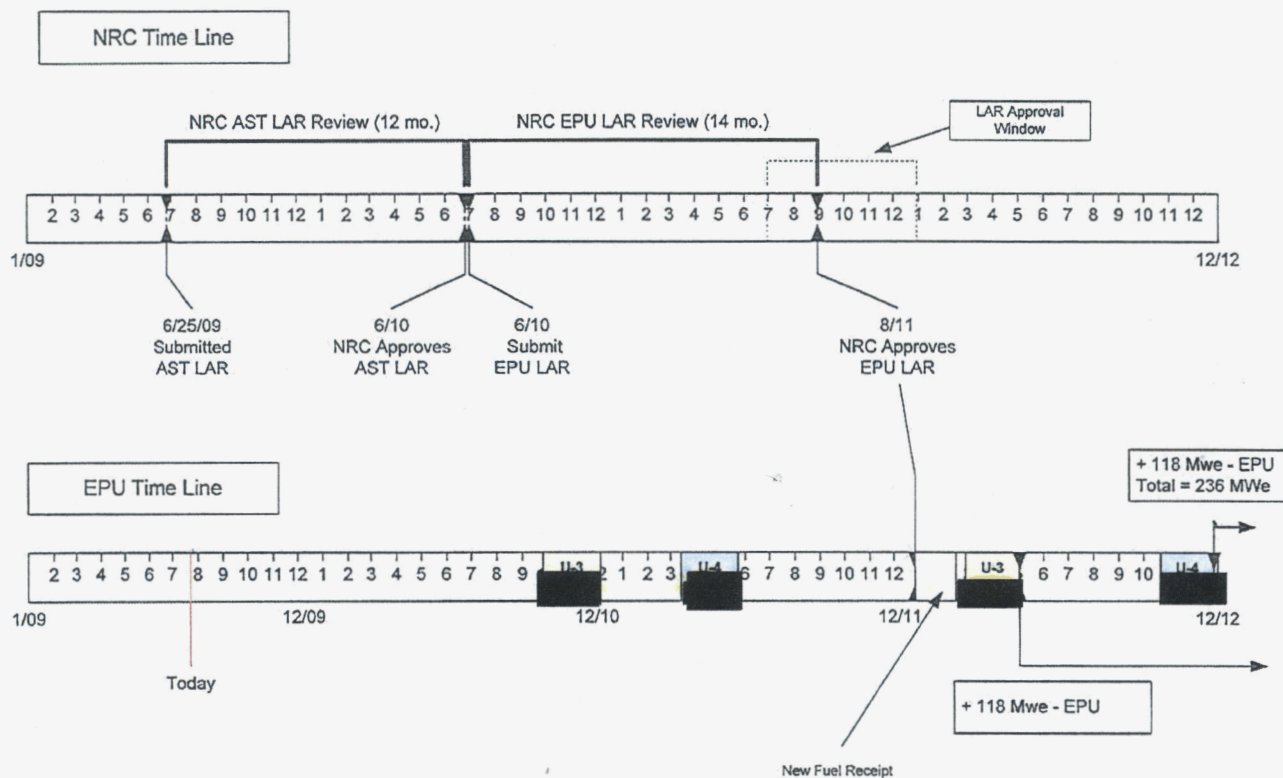 NRC Time Line
NRC AST LAR Review (12 mo.)
NRC EPU LAR Review (14 mo.)
LAR Approval
Window
2 3 4 5 6 7 8 9 10 11 12 1 2 3 4 5 6 7 8 9 10 11 12 1 2 3 4 5 6 7 8 9 10 11 12 1 2 3 4 5 6 7 8 9 10 11 12
1/09
12/12
6/25/09
Submitted
AST LAR
6/10
NRC Approves
AST LAR
6/10
Submit
EPU LAR
8/11
NRC Approves
EPU LAR
EPU Time Line
+ 118 Mwe - EPU
Total = 236 MWe
2 3 4 5 6 7 8 9 10 11 12 1 2 3 4 5 6 7 8 9 U-3 1 2 3 U-4 6 7 8 9 10 11 12 U-3 6 7 8 9 10 U-4
1/09
12/09
12/10
12/11
12/12
Today
+ 118 Mwe - EPU
New Fuel Receipt